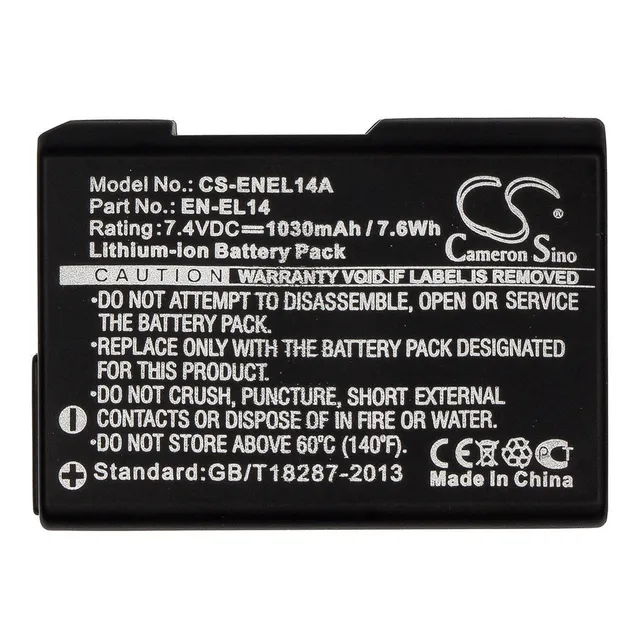 Model No.: CS-ENEL14A
Part No.: EN-EL14
Rating: 7.4VDC⎓1030mAh / 7.6Wh
Lithium-ion Battery Pack
CS
Cameron Sino
CAUTION WARRANTY VOID IF LABEL IS REMOVED
•DO NOT ATTEMPT TO DISASSEMBLE, OPEN OR SERVICE
THE BATTERY PACK.
•REPLACE ONLY WITH THE BATTERY PACK DESIGNATED
FOR THIS EQUIPMENT.
•DO NOT CRUSH, PUNCTURE, SHORT EXTERNAL
CONTACTS OR DISPOSE OF IN FIRE OR WATER.
•DO NOT STORE ABOVE 60°C (140°F).
Standard:GB/T18287-2013
CE
Made In China